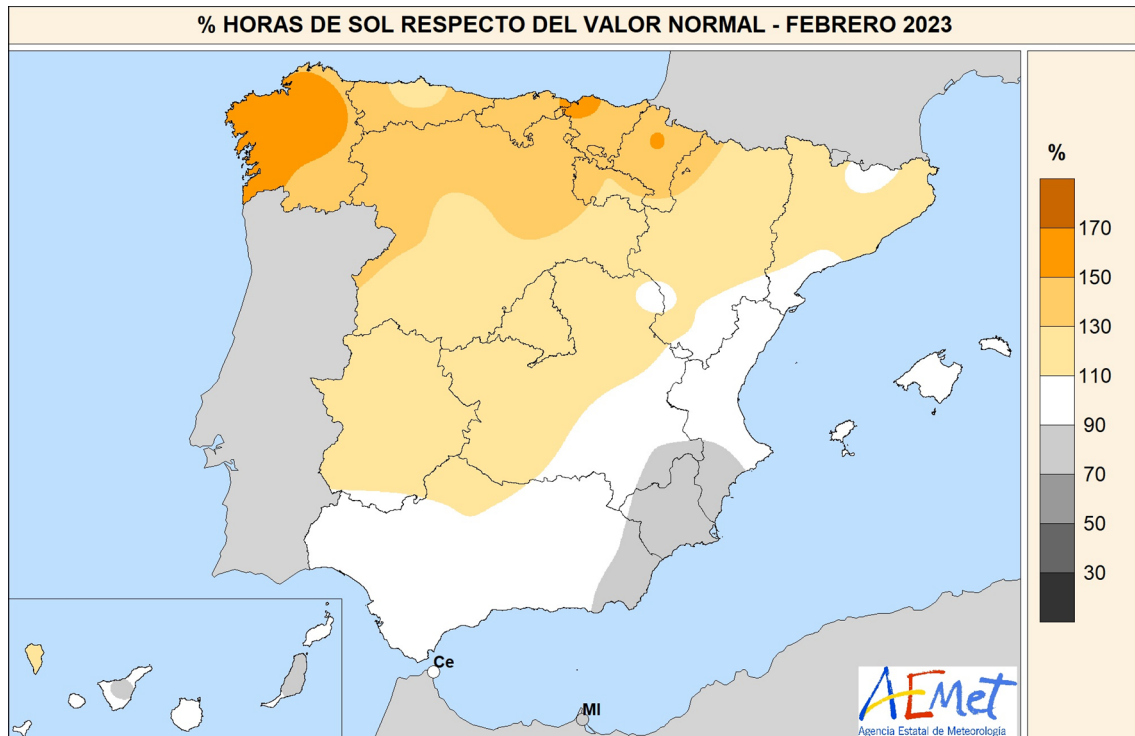 % HORAS DE SOL RESPECTO DEL VALOR NORMAL - FEBRERO 2023
%
170
150
130
110
90
70
50
30
Ce
Ml
AEmet
Agencia Estatal de Meteorología